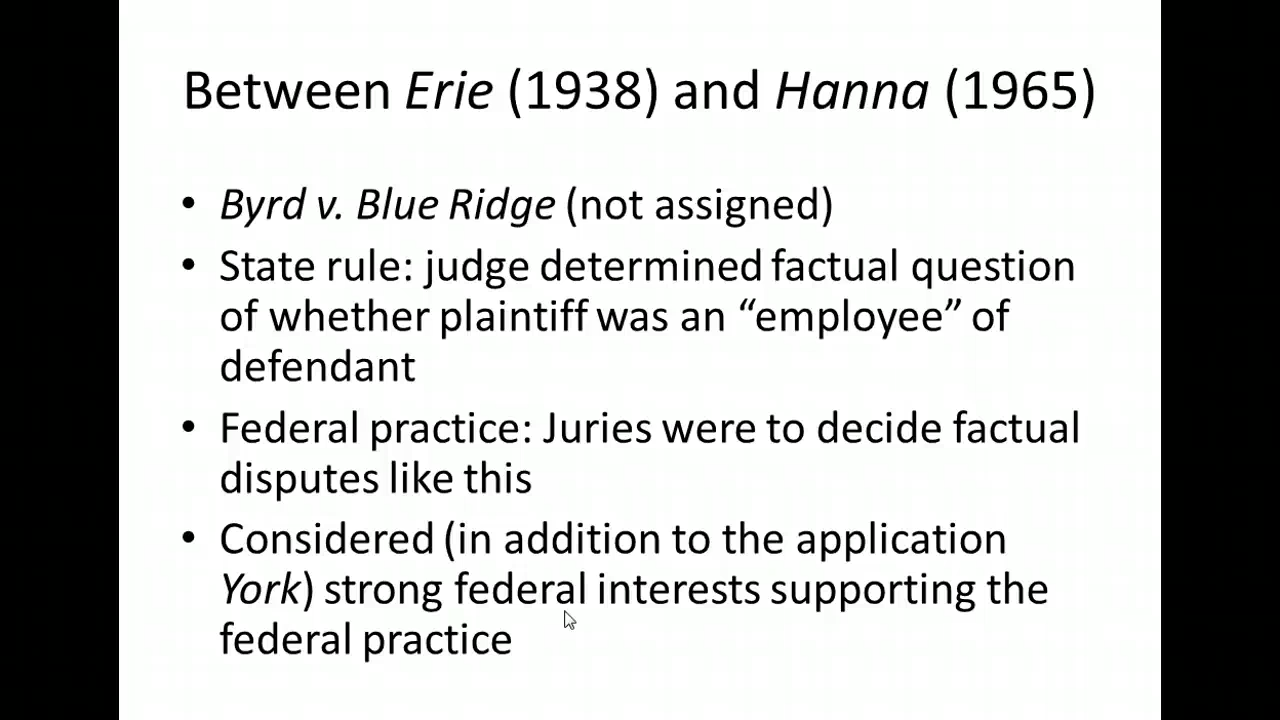 Between Erie (1938) and Hanna (1965)
• Byrd v. Blue Ridge (not assigned)
• State rule: judge determined factual question
of whether plaintiff was an “employee” of
defendant
• Federal practice: Juries were to decide factual
disputes like this
• Considered (in addition to the application
York) strong federal interests supporting the
federal practice